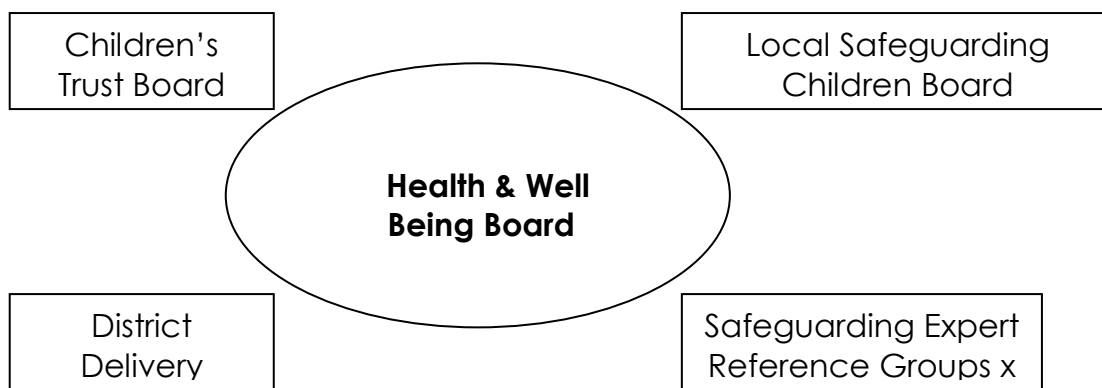 Children’s
Trust Board
Local Safeguarding
Children Board
Health & Well
Being Board
District
Delivery
Safeguarding Expert
Reference Groups x